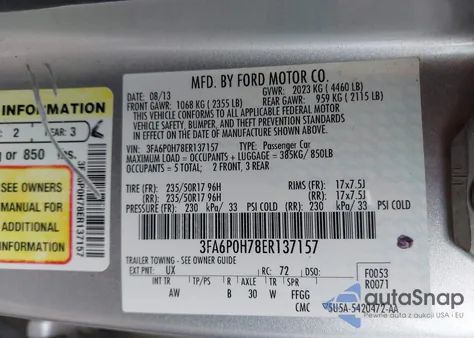 INFORMATION
2 REAR: 3
or 850
SEE OWNERS
MANUAL FOR
ADDITIONAL
INFORMATION
MFD. BY FORD MOTOR CO.
DATE: 08/13 GVWR: 2023 KG ( 4460 LB)
FRONT GAWR: 1068 KG ( 2355 LB) REAR GAWR: 959 KG ( 2115 LB)
THIS VEHICLE CONFORMS TO ALL APPLICABLE FEDERAL MOTOR
VEHICLE SAFETY, BUMPER, AND THEFT PREVENTION STANDARDS IN
EFFECT ON THE DATE OF MANUFACTURE SHOWN ABOVE.
VIN: 3FA6P0H78ER137157 TYPE: Passenger Car
MAXIMUM LOAD = OCCUPANTS + LUGGAGE = 385KG/850LB
OCCUPANTS = 5 TOTAL: 2 FRONT, 3 REAR
TIRE (FR): 235/50R17 96H RIMS (FR): 17x7.5J
TIRE (RR): 235/50R17 96H (RR): 17x7.5J
PRESSURE (FR): 230 kPa/ 33 PSI COLD (RR): 230 kPa/ 33 PSI COLD
3FA6P0H78ER137157
TRAILER TOWING - SEE OWNER GUIDE
EXT PNT: UX RC: 72 DSO:
INT TR TP/PS R AXLE TR SPR
AW B 30 W FFGG
F0053
R0071
CMC
5U5A-5420472-AA
3FA6P0H78ER137157
autaSnap
Pewne auto z USA